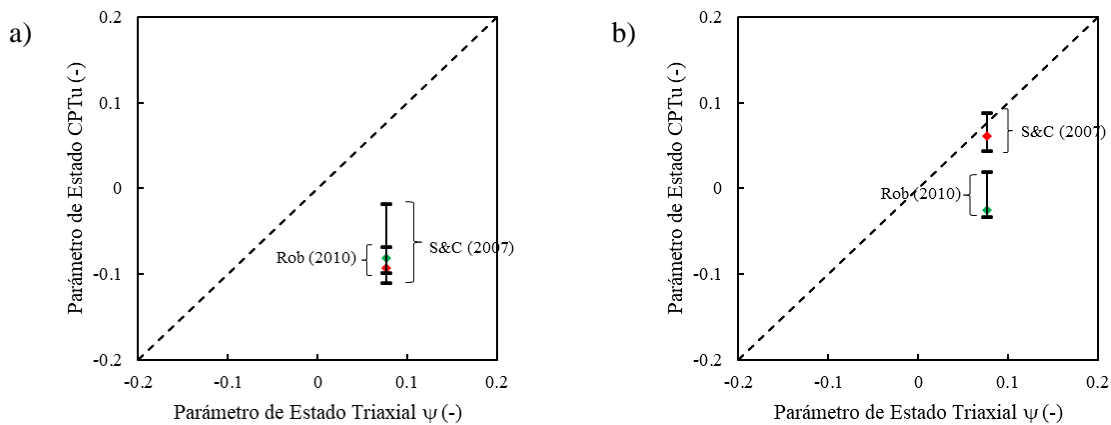 a)
Parámetro de Estado CPTu (-)
0.2
0.1
0
-0.1
-0.2
Rob (2010)
S&C (2007)
-0.2
-0.1
0
0.1
0.2
Parámetro de Estado Triaxial ψ (-)
b)
Parámetro de Estado CPTu (-)
0.2
0.1
0
-0.1
-0.2
S&C (2007)
Rob (2010)
-0.2
-0.1
0
0.1
0.2
Parámetro de Estado Triaxial ψ (-)